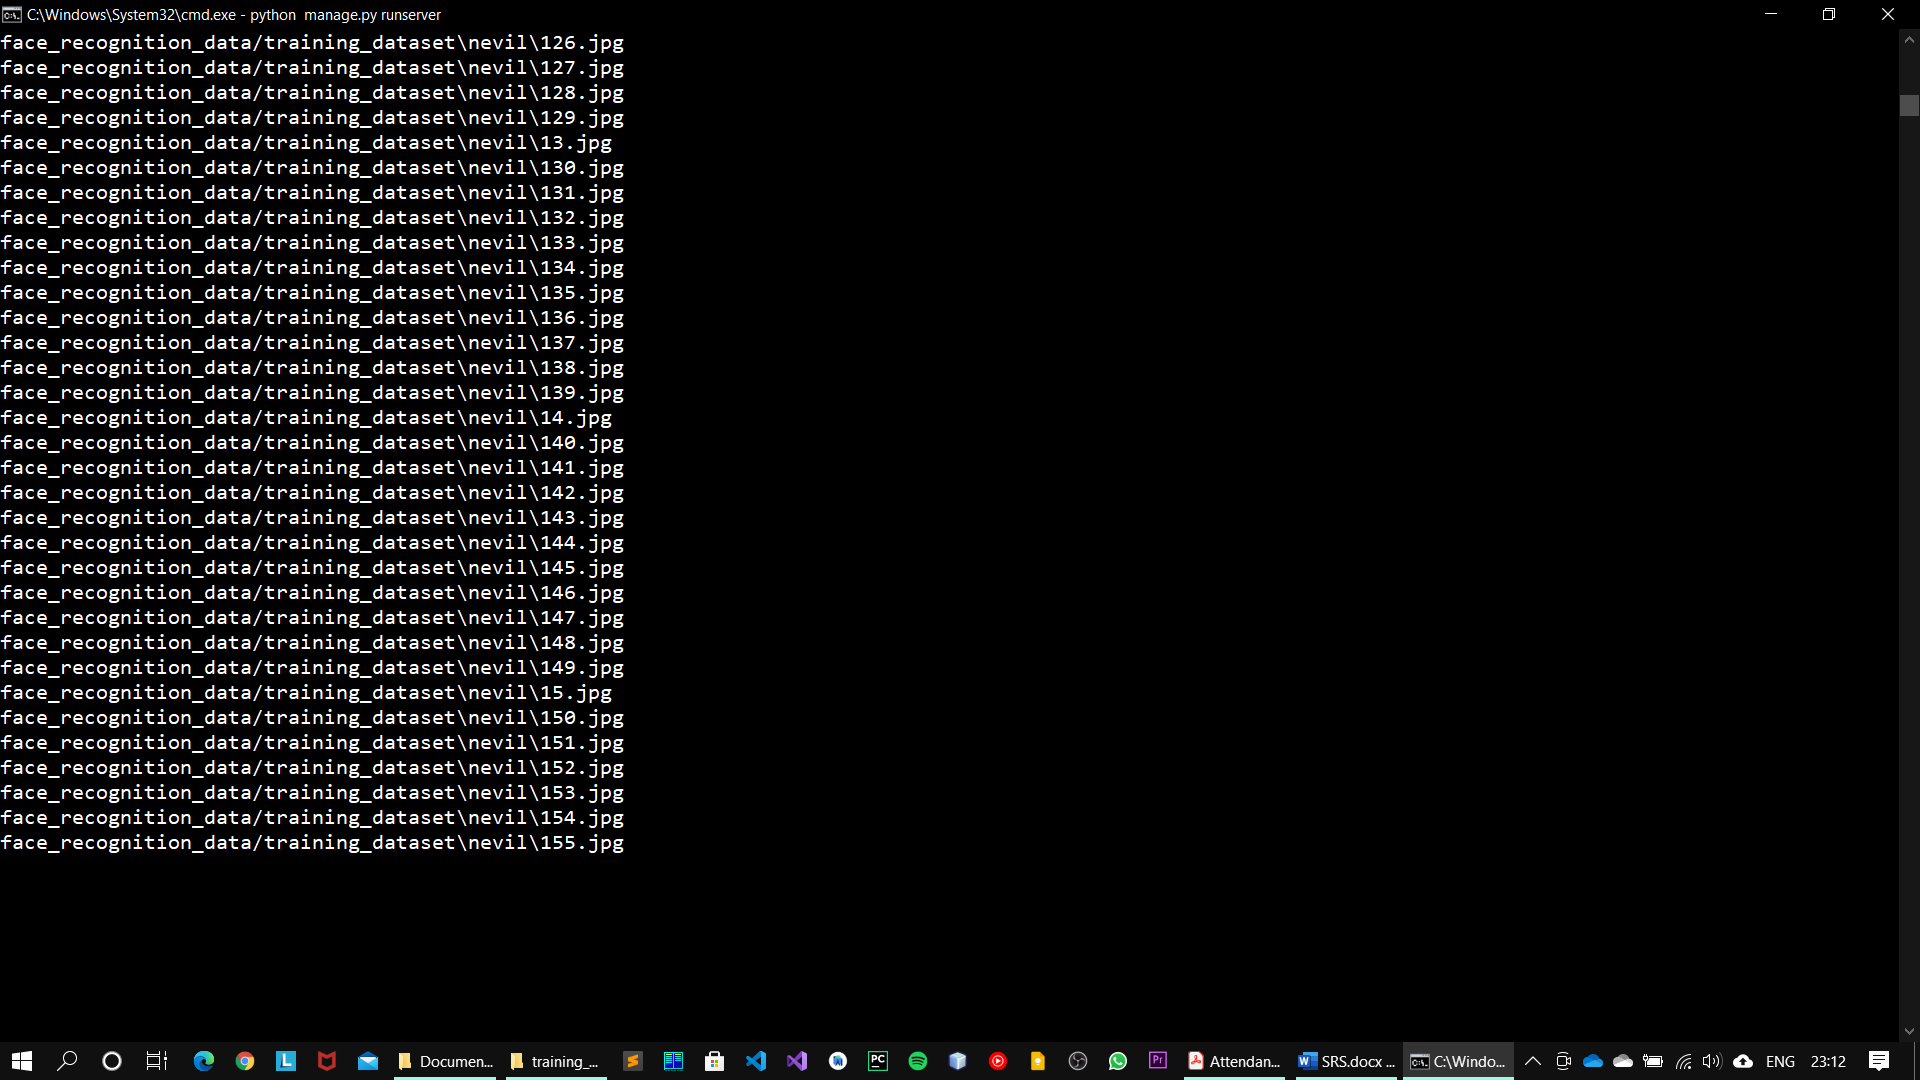 C:\Windows\System32\cmd.exe - python  manage.py runserver
face_recognition_data/training_dataset\nevil\126.jpg
face_recognition_data/training_dataset\nevil\127.jpg
face_recognition_data/training_dataset\nevil\128.jpg
face_recognition_data/training_dataset\nevil\129.jpg
face_recognition_data/training_dataset\nevil\13.jpg
face_recognition_data/training_dataset\nevil\130.jpg
face_recognition_data/training_dataset\nevil\131.jpg
face_recognition_data/training_dataset\nevil\132.jpg
face_recognition_data/training_dataset\nevil\133.jpg
face_recognition_data/training_dataset\nevil\134.jpg
face_recognition_data/training_dataset\nevil\135.jpg
face_recognition_data/training_dataset\nevil\136.jpg
face_recognition_data/training_dataset\nevil\137.jpg
face_recognition_data/training_dataset\nevil\138.jpg
face_recognition_data/training_dataset\nevil\139.jpg
face_recognition_data/training_dataset\nevil\14.jpg
face_recognition_data/training_dataset\nevil\140.jpg
face_recognition_data/training_dataset\nevil\141.jpg
face_recognition_data/training_dataset\nevil\142.jpg
face_recognition_data/training_dataset\nevil\143.jpg
face_recognition_data/training_dataset\nevil\144.jpg
face_recognition_data/training_dataset\nevil\145.jpg
face_recognition_data/training_dataset\nevil\146.jpg
face_recognition_data/training_dataset\nevil\147.jpg
face_recognition_data/training_dataset\nevil\148.jpg
face_recognition_data/training_dataset\nevil\149.jpg
face_recognition_data/training_dataset\nevil\15.jpg
face_recognition_data/training_dataset\nevil\150.jpg
face_recognition_data/training_dataset\nevil\151.jpg
face_recognition_data/training_dataset\nevil\152.jpg
face_recognition_data/training_dataset\nevil\153.jpg
face_recognition_data/training_dataset\nevil\154.jpg
face_recognition_data/training_dataset\nevil\155.jpg
L Documen... training_... PC Pr Attendan... SRS.docx ... C:\Windo... ENG 23:12